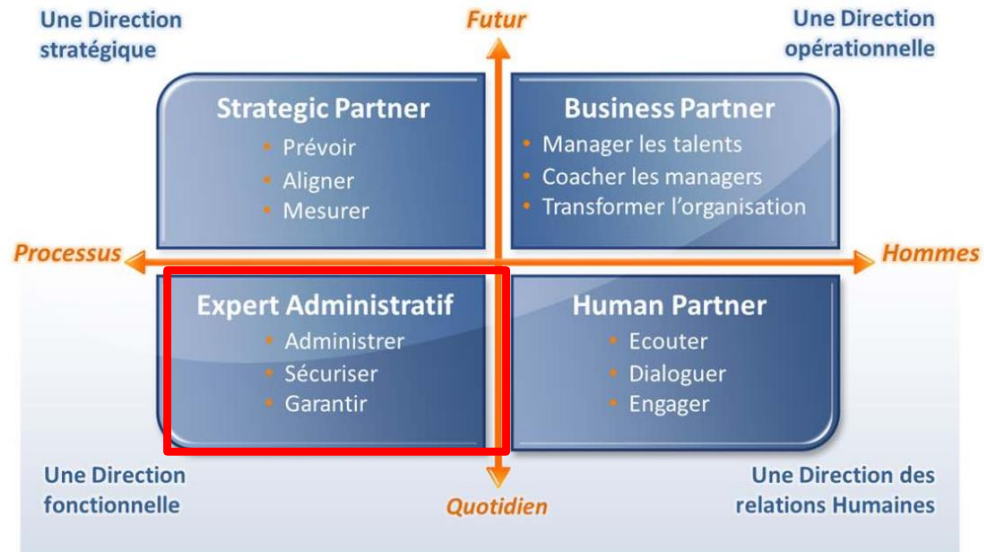 Une Direction
stratégique
Futur
Une Direction
opérationnelle
Strategic Partner
• Prévoir
• Aligner
• Mesurer
Business Partner
• Manager les talents
• Coacher les managers
• Transformer l'organisation
Processus
Hommes
Expert Administratif
• Administrer
• Sécuriser
• Garantir
Human Partner
• Ecouter
• Dialoguer
• Engager
Une Direction
fonctionnelle
Quotidien
Une Direction des
relations Humaines